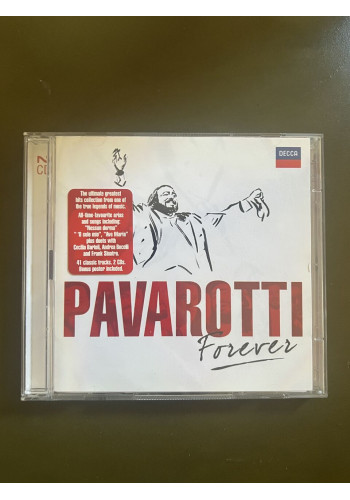 2
CD
DECCA
The ultimate greatest
hits collection from one of
the true legends of music.
All-time-favourite arias
and songs including:
"Nessun dorma"
"O sole mio", "Ave Maria"
plus duets with
Cecilia Bartoli, Andrea Bocelli
and Frank Sinatra.
41 classic tracks. 2 CDs.
Bonus poster included.
PAVAROTTI
Forever